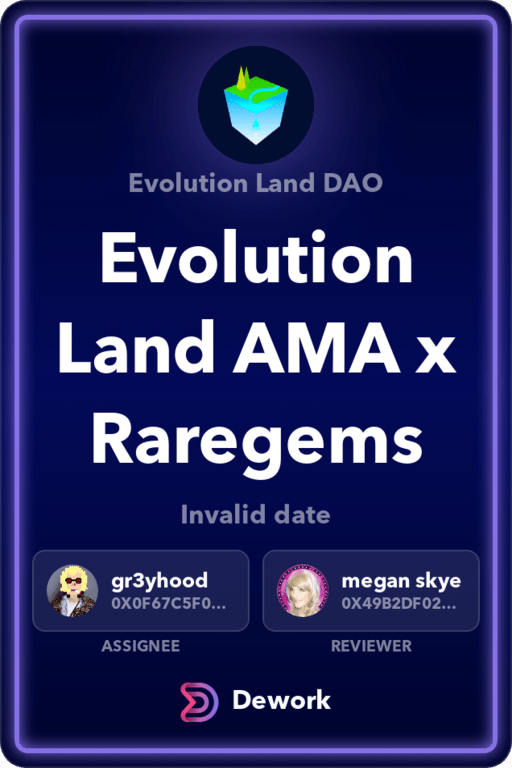 Evolution Land DAO
Evolution
Land AMA x
Raregems
Invalid date
gr3yhood
0X0F67C5F0...
ASSIGNEE
megan skye
0X49B2DF02...
REVIEWER
Dework